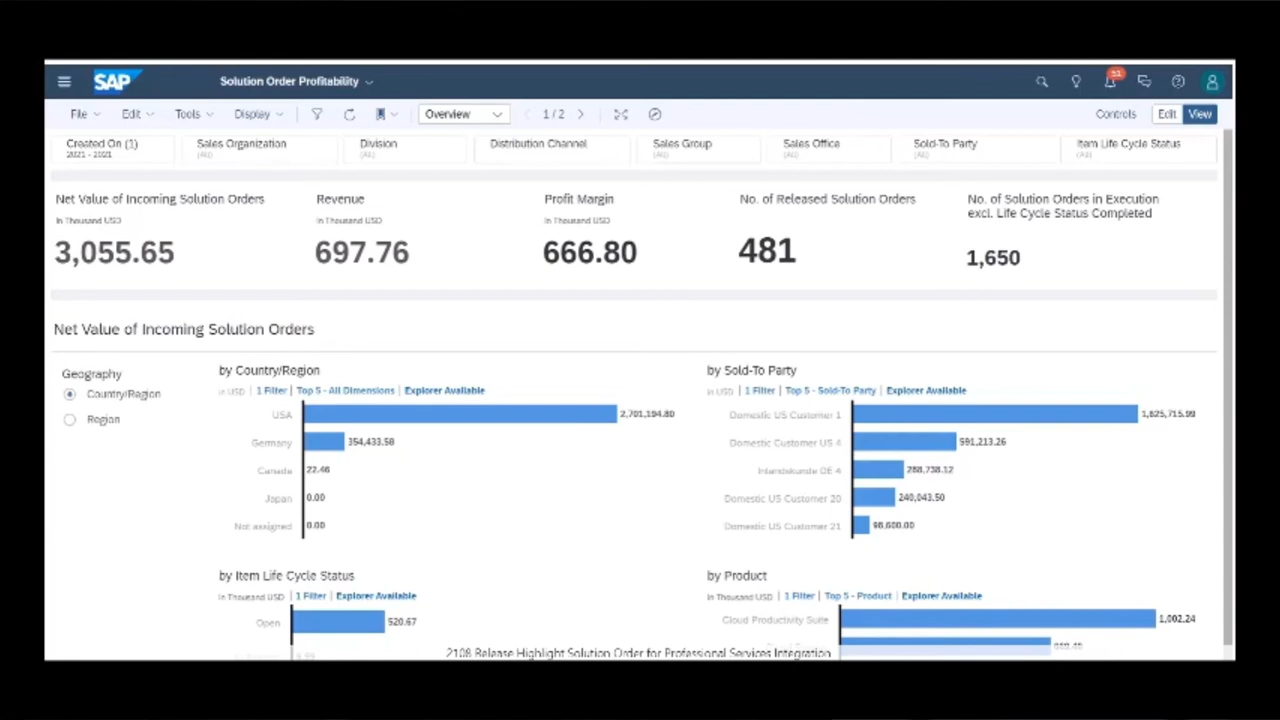 SAP
Solution Order Profitability
51
File Edit Tools Display Overview 1 / 2 Controls Edit View
Created On (1)
2021 - 2021
Sales Organization
(All)
Division
(All)
Distribution Channel
Sales Group
(All)
Sales Office
(All)
Sold-To Party
(All)
Item Life Cycle Status
(All)
Net Value of Incoming Solution Orders
In Thousand USD
3,055.65
Revenue
In Thousand USD
697.76
Profit Margin
In Thousand USD
666.80
No. of Released Solution Orders
481
No. of Solution Orders in Execution
excl. Life Cycle Status Completed
1,650
Net Value of Incoming Solution Orders
Geography
Country/Region
Region
by Country/Region
in USD | 1 Filter | Top 5 - All Dimensions | Explorer Available
USA 2,701,194.80
Germany 354,433.50
Canada 22.46
Japan 0.00
Not assigned 0.00
by Sold-To Party
in USD | 1 Filter | Top 5 - Sold-To Party | Explorer Available
Domestic US Customer 1 1,825,715.99
Domestic Customer US 4 591,213.26
Inlandskunde DE 4 288,738.12
Domestic US Customer 20 240,043.50
Domestic US Customer 21 98,600.00
by Item Life Cycle Status
In Thousand USD | 1 Filter | Explorer Available
Open 520.67
by Product
In Thousand USD | 1 Filter | Top 5 - Product | Explorer Available
Cloud Productivity Suite 1,002.24
2108 Release Highlight Solution Order for Professional Services Integration